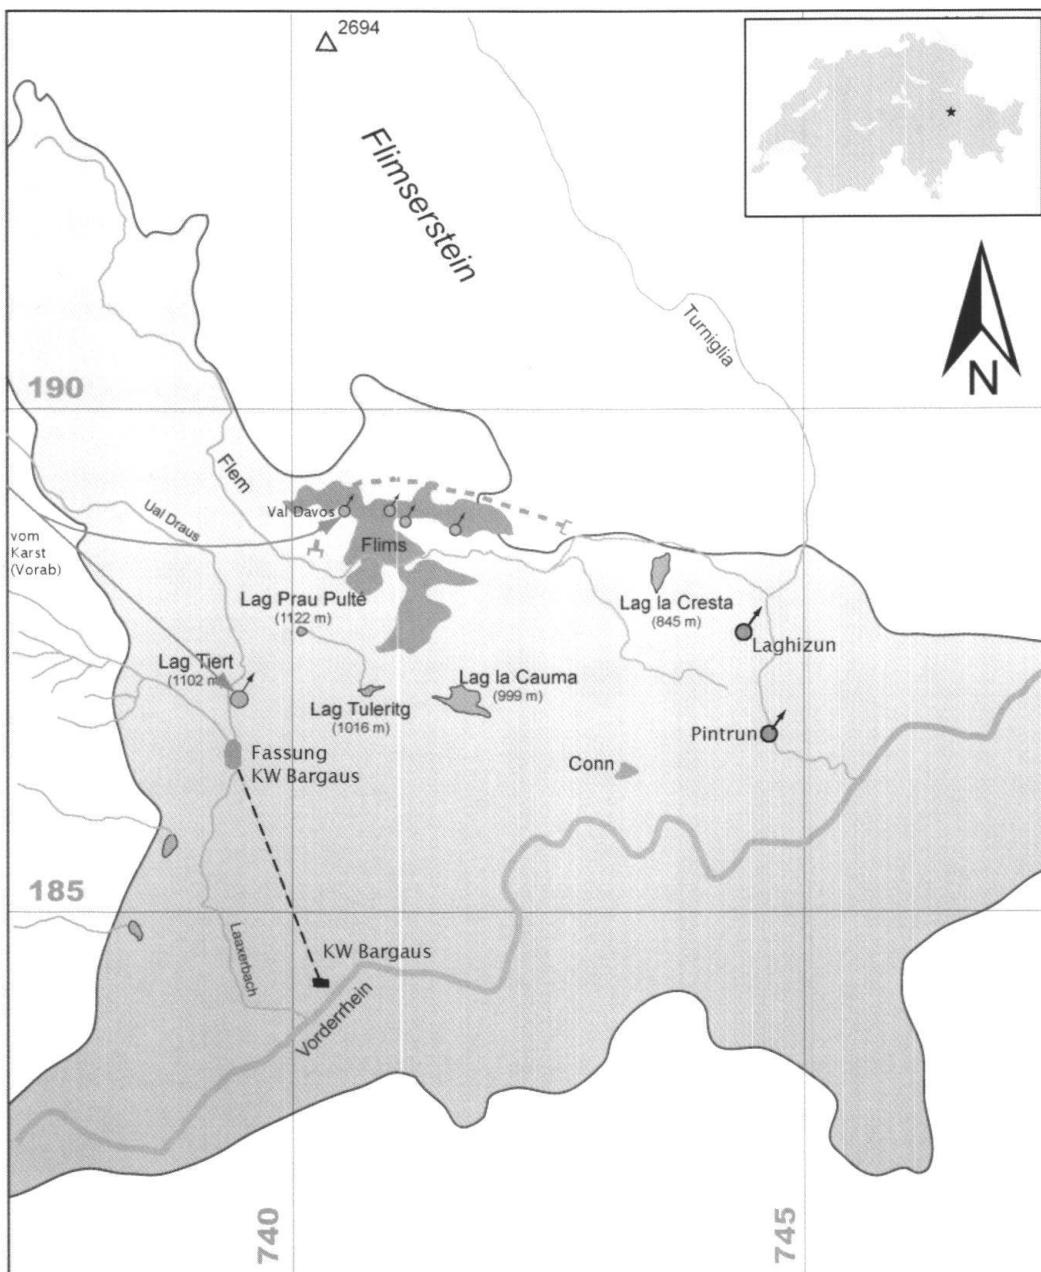 2694
Flimserstein
Turniglia
N
190
Flem
Ual Draus
Val Davos
vom
Karst
(Vorab)
Flims
Lag Prau Pulté
(1122 m)
Lag la Cresta
(845 m)
Laghizun
Lag Tiert
(1102 m)
Lag la Cauma
(999 m)
Lag Tuleritg
(1016 m)
Pintrun
Fassung
KW Bargaus
Conn
185
KW Bargaus
Laaxerbach
Vorderrhein
740
745